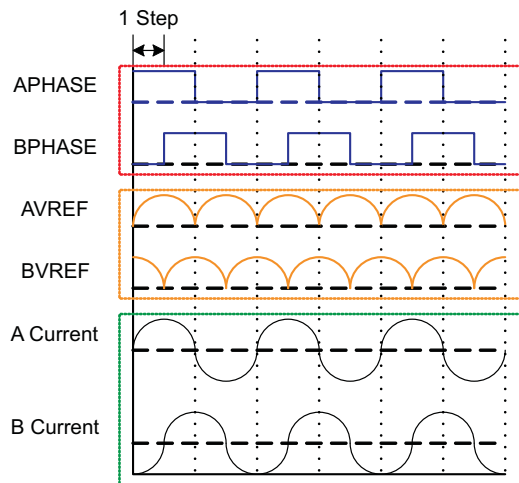 1 Step
APHASE
BPHASE
AVREF
BVREF
A Current
B Current